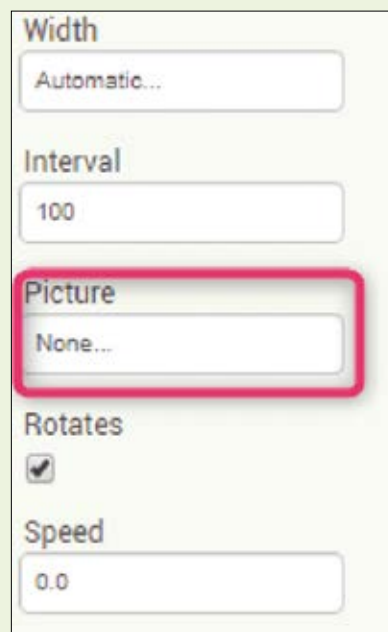 Width
Automatic...
Interval
100
Picture
None...
Rotates
Speed
0.0